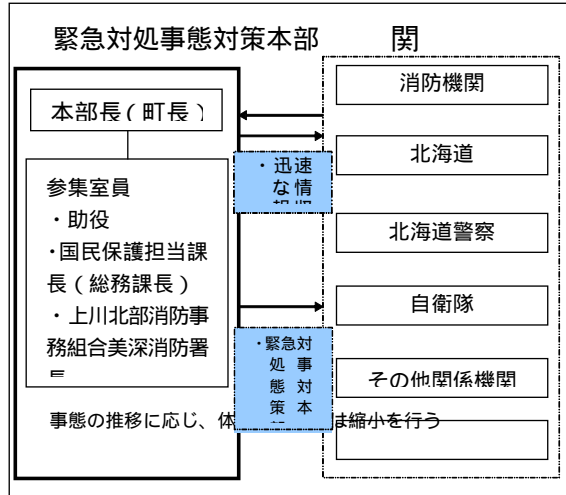 緊急対処事態対策本部
関
本部長(町長)
参集室員
・助役
・国民保護担当課
長(総務課長)
・上川北部消防事
務組合美深消防署
長
・迅速
な情
・緊急対
処事
態対
策本
消防機関
北海道
北海道警察
自衛隊
その他関係機関
事態の推移に応じ、体
は縮小を行う